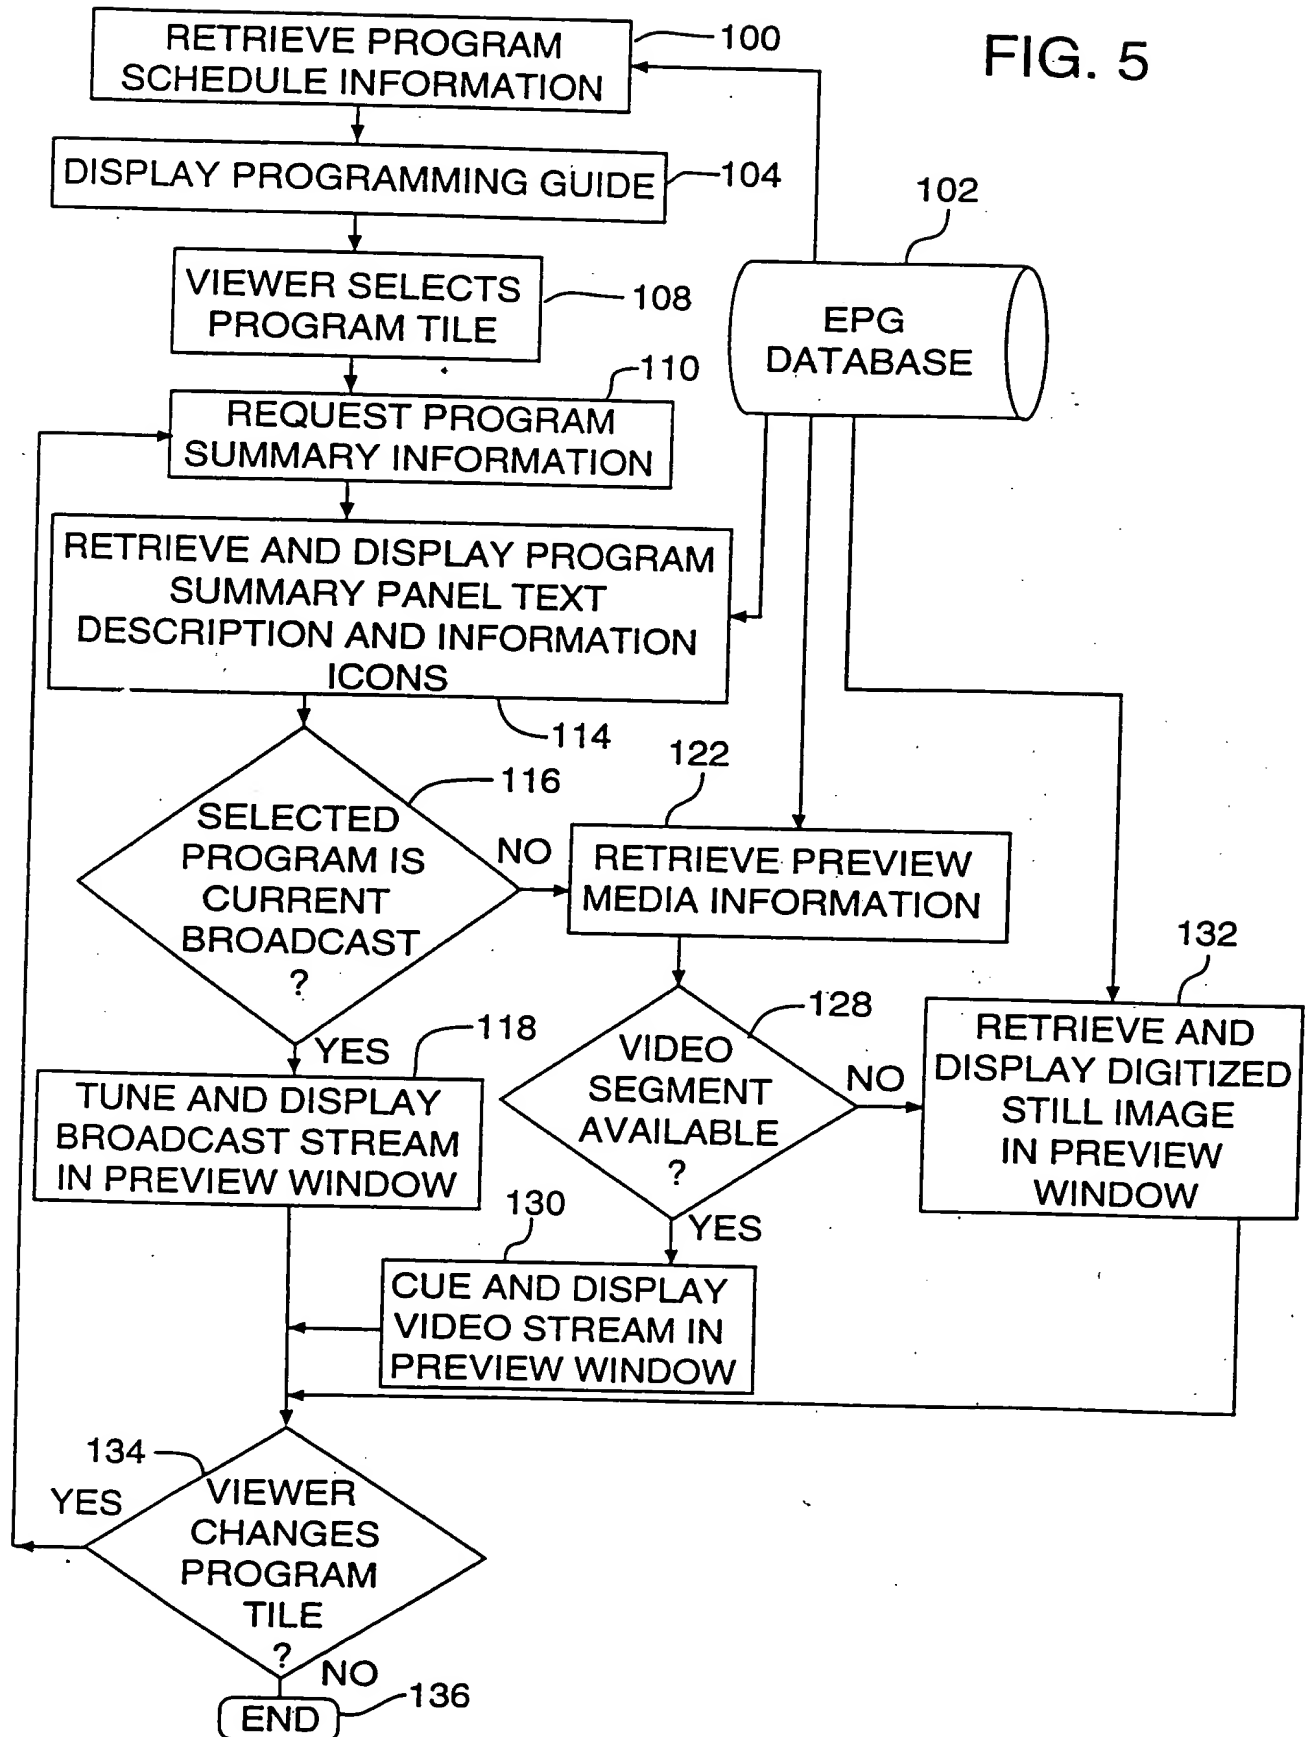 FIG. 5
RETRIEVE PROGRAM
SCHEDULE INFORMATION
100
DISPLAY PROGRAMMING GUIDE
104
102
EPG
DATABASE
VIEWER SELECTS
PROGRAM TILE
108
110
REQUEST PROGRAM
SUMMARY INFORMATION
RETRIEVE AND DISPLAY PROGRAM
SUMMARY PANEL TEXT
DESCRIPTION AND INFORMATION
ICONS
114
116
SELECTED
PROGRAM IS
CURRENT
BROADCAST
?
NO
YES
122
RETRIEVE PREVIEW
MEDIA INFORMATION
118
TUNE AND DISPLAY
BROADCAST STREAM
IN PREVIEW WINDOW
128
VIDEO
SEGMENT
AVAILABLE
?
NO
YES
132
RETRIEVE AND
DISPLAY DIGITIZED
STILL IMAGE
IN PREVIEW
WINDOW
130
CUE AND DISPLAY
VIDEO STREAM IN
PREVIEW WINDOW
134
YES
VIEWER
CHANGES
PROGRAM
TILE
?
NO
END
136